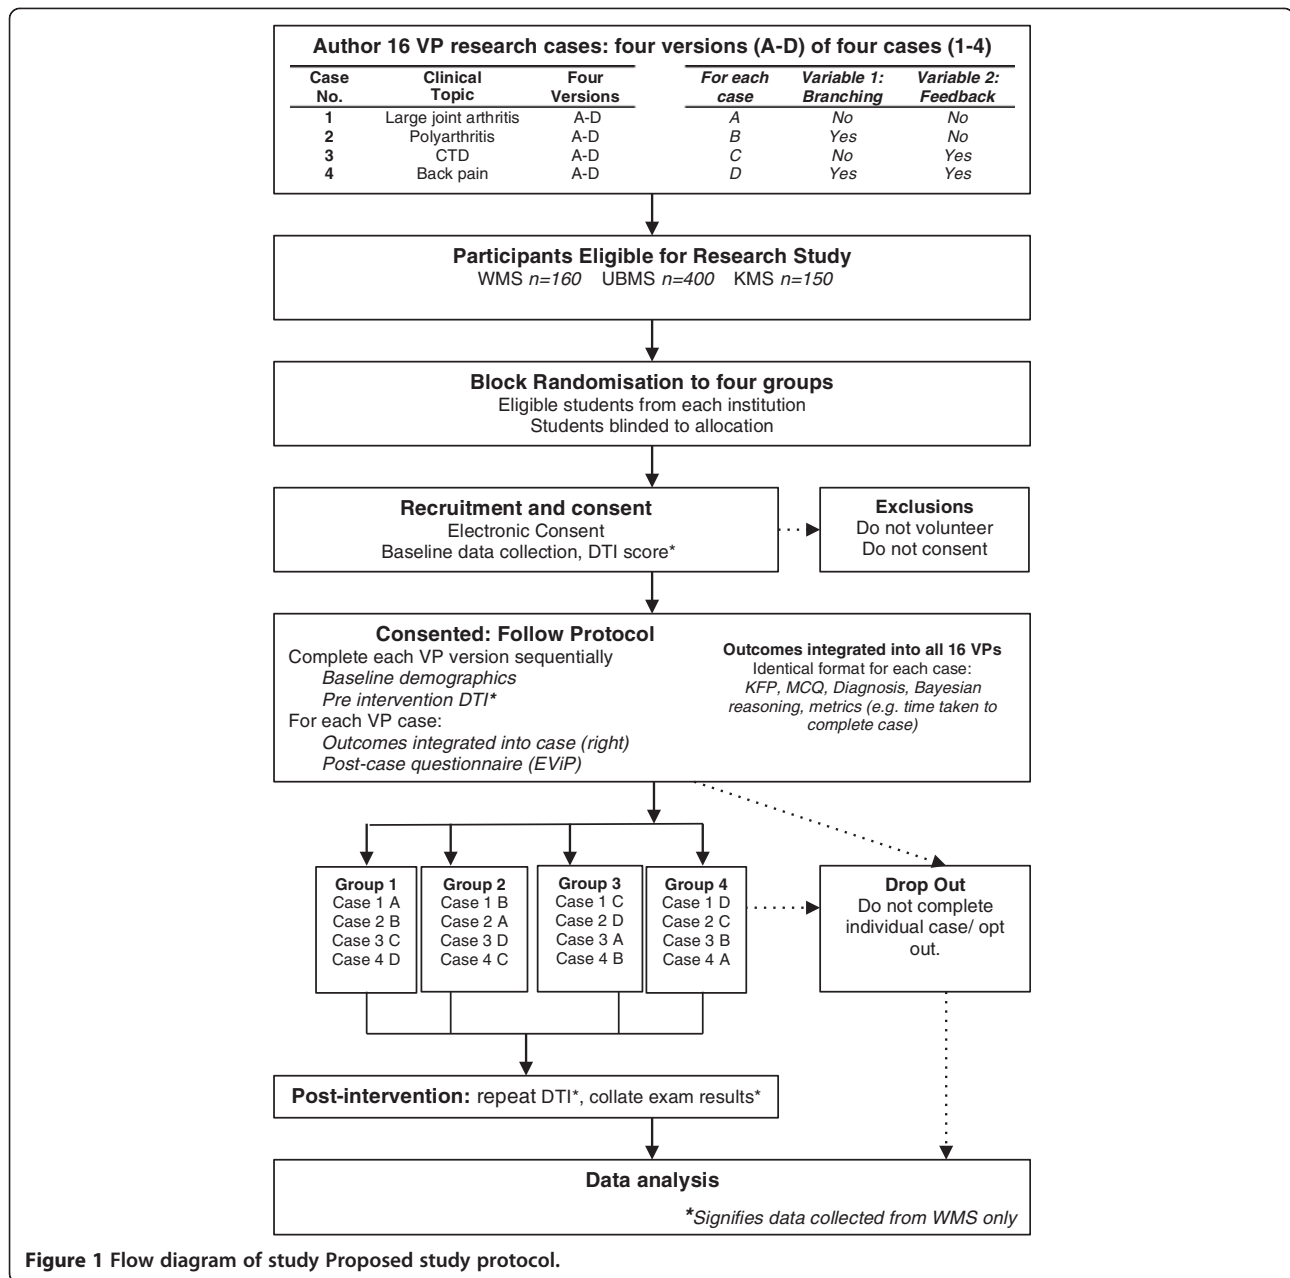 Author 16 VP research cases: four versions (A-D) of four cases (1-4)
Case No. Clinical Topic Four Versions
1 Large joint arthritis A-D
2 Polyarthritis A-D
3 CTD A-D
4 Back pain A-D
For each case Variable 1: Branching Variable 2: Feedback
A No No
B Yes No
C No Yes
D Yes Yes
Participants Eligible for Research Study
WMS n=160 UBMS n=400 KMS n=150
Block Randomisation to four groups
Eligible students from each institution
Students blinded to allocation
Recruitment and consent
Electronic Consent
Baseline data collection, DTI score*
Exclusions
Do not volunteer
Do not consent
Consented: Follow Protocol
Complete each VP version sequentially
Baseline demographics
Pre intervention DTI*
For each VP case:
Outcomes integrated into case (right)
Post-case questionnaire (EViP)
Outcomes integrated into all 16 VPs
Identical format for each case:
KFP, MCQ, Diagnosis, Bayesian
reasoning, metrics (e.g. time taken to
complete case)
Group 1
Case 1 A
Case 2 B
Case 3 C
Case 4 D
Group 2
Case 1 B
Case 2 A
Case 3 D
Case 4 C
Group 3
Case 1 C
Case 2 D
Case 3 A
Case 4 B
Group 4
Case 1 D
Case 2 C
Case 3 B
Case 4 A
Drop Out
Do not complete
individual case/ opt
out.
Post-intervention: repeat DTI*, collate exam results*
Data analysis
*Signifies data collected from WMS only
Figure 1 Flow diagram of study Proposed study protocol.